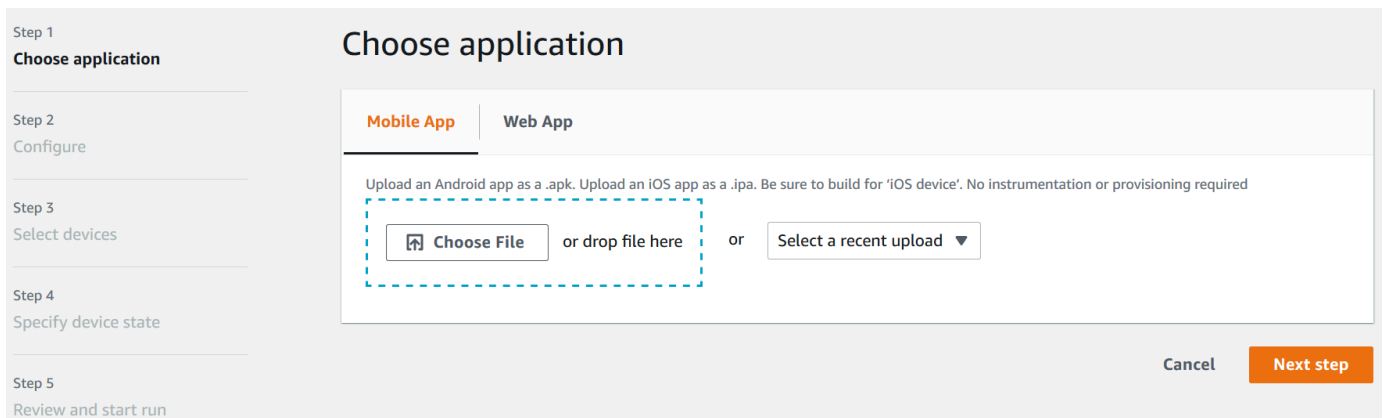 Step 1
Choose application
Step 2
Configure
Step 3
Select devices
Step 4
Specify device state
Step 5
Review and start run
Choose application
Mobile App
Web App
Upload an Android app as a .apk. Upload an iOS app as a .ipa. Be sure to build for ‘iOS device’. No instrumentation or provisioning required
Choose File or drop file here or Select a recent upload
Cancel Next step